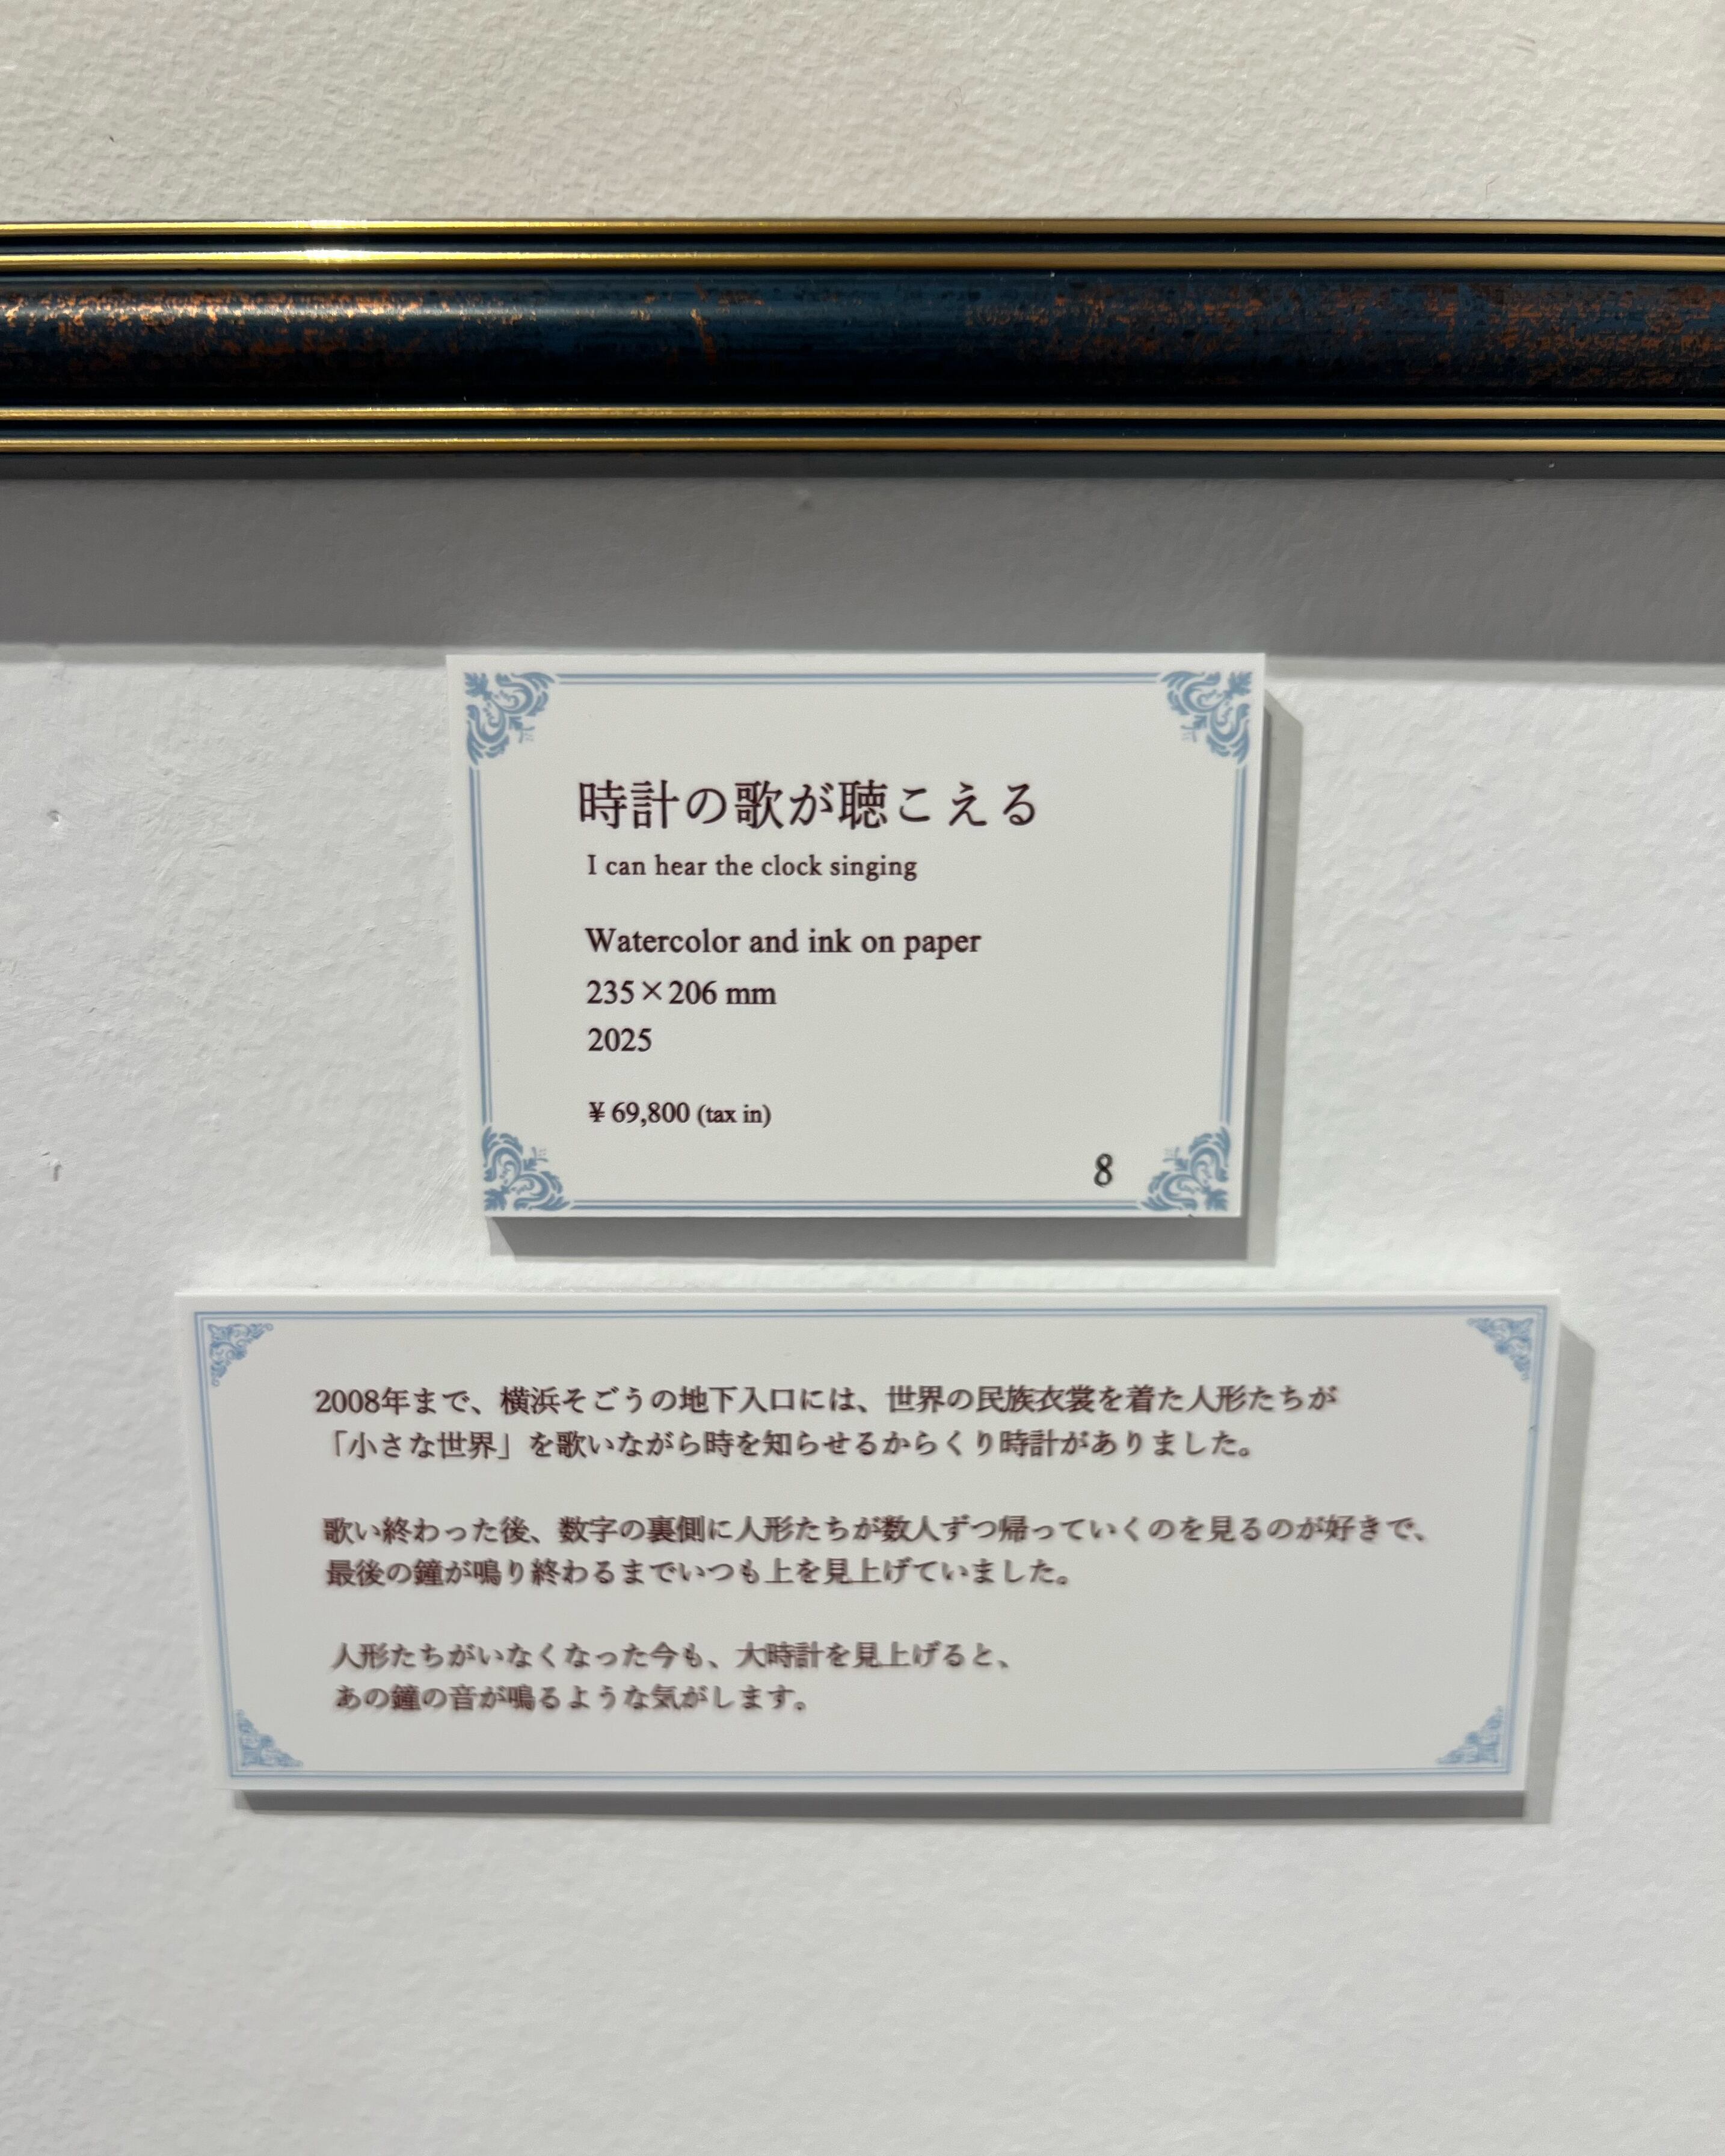 時計の歌が聴こえる
I can hear the clock singing
Watercolor and ink on paper
235×206 mm
2025
¥ 69,800 (tax in)
8
2008年まで、横浜そごうの地下入口には、世界の民族衣裳を着た人形たちが
「小さな世界」を歌いながら時を知らせるからくり時計がありました。
歌い終わった後、数字の裏側に人形たちが数人ずつ帰っていくのを見るのが好きで、
最後の鐘が鳴り終わるまでいつも上を見上げていました。
人形たちがいなくなった今も、大時計を見上げると、
あの鐘の音が鳴るような気がします。